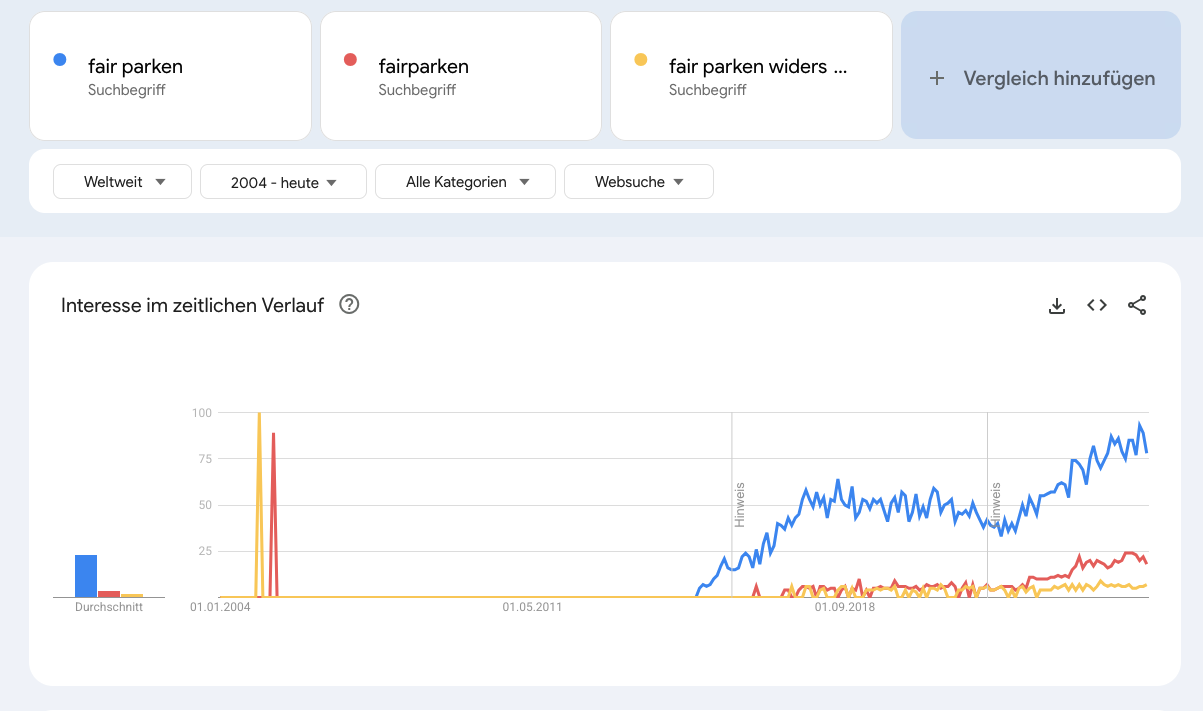 fair parken
Suchbegriff
fairparken
Suchbegriff
fair parken widers ...
Suchbegriff
+ Vergleich hinzufügen
Weltweit
2004 - heute
Alle Kategorien
Websuche
Interesse im zeitlichen Verlauf
100
75
50
25
Hinweis
Hinweis
Durchschnitt
01.01.2004
01.05.2011
01.09.2018